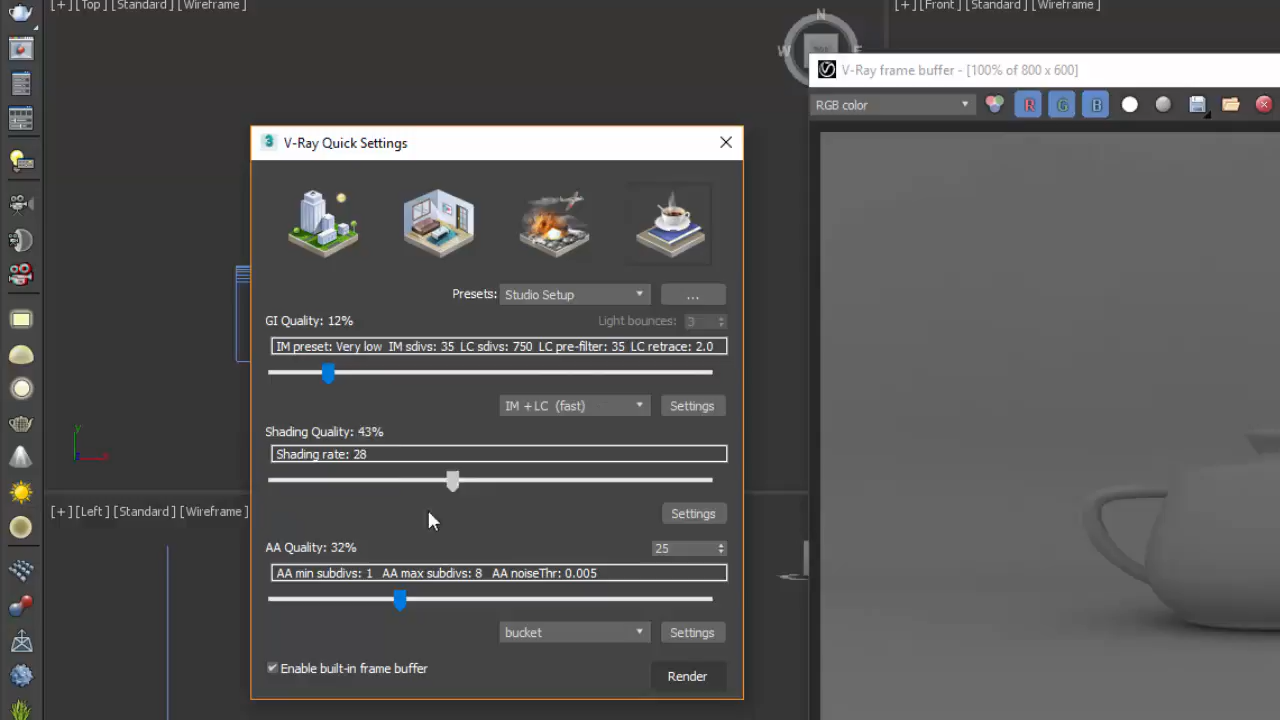 [+] [Top] [Standard] [Wireframe]
[+] [Front] [Standard] [Wireframe]
N
W
E
V-Ray frame buffer - [100% of 800 x 600]
RGB color
R
G
B
3
V-Ray Quick Settings
Presets:
Studio Setup
...
GI Quality: 12%
Light bounces:
3
IM preset: Very low IM sdivs: 35 LC sdivs: 750 LC pre-filter: 35 LC retrace: 2.0
IM +LC (fast)
Settings
Shading Quality: 43%
Shading rate: 28
Settings
y
[+] [Left] [Standard] [Wireframe]
AA Quality: 32%
25
AA min subdivs: 1 AA max subdivs: 8 AA noiseThr: 0.005
bucket
Settings
Enable built-in frame buffer
Render